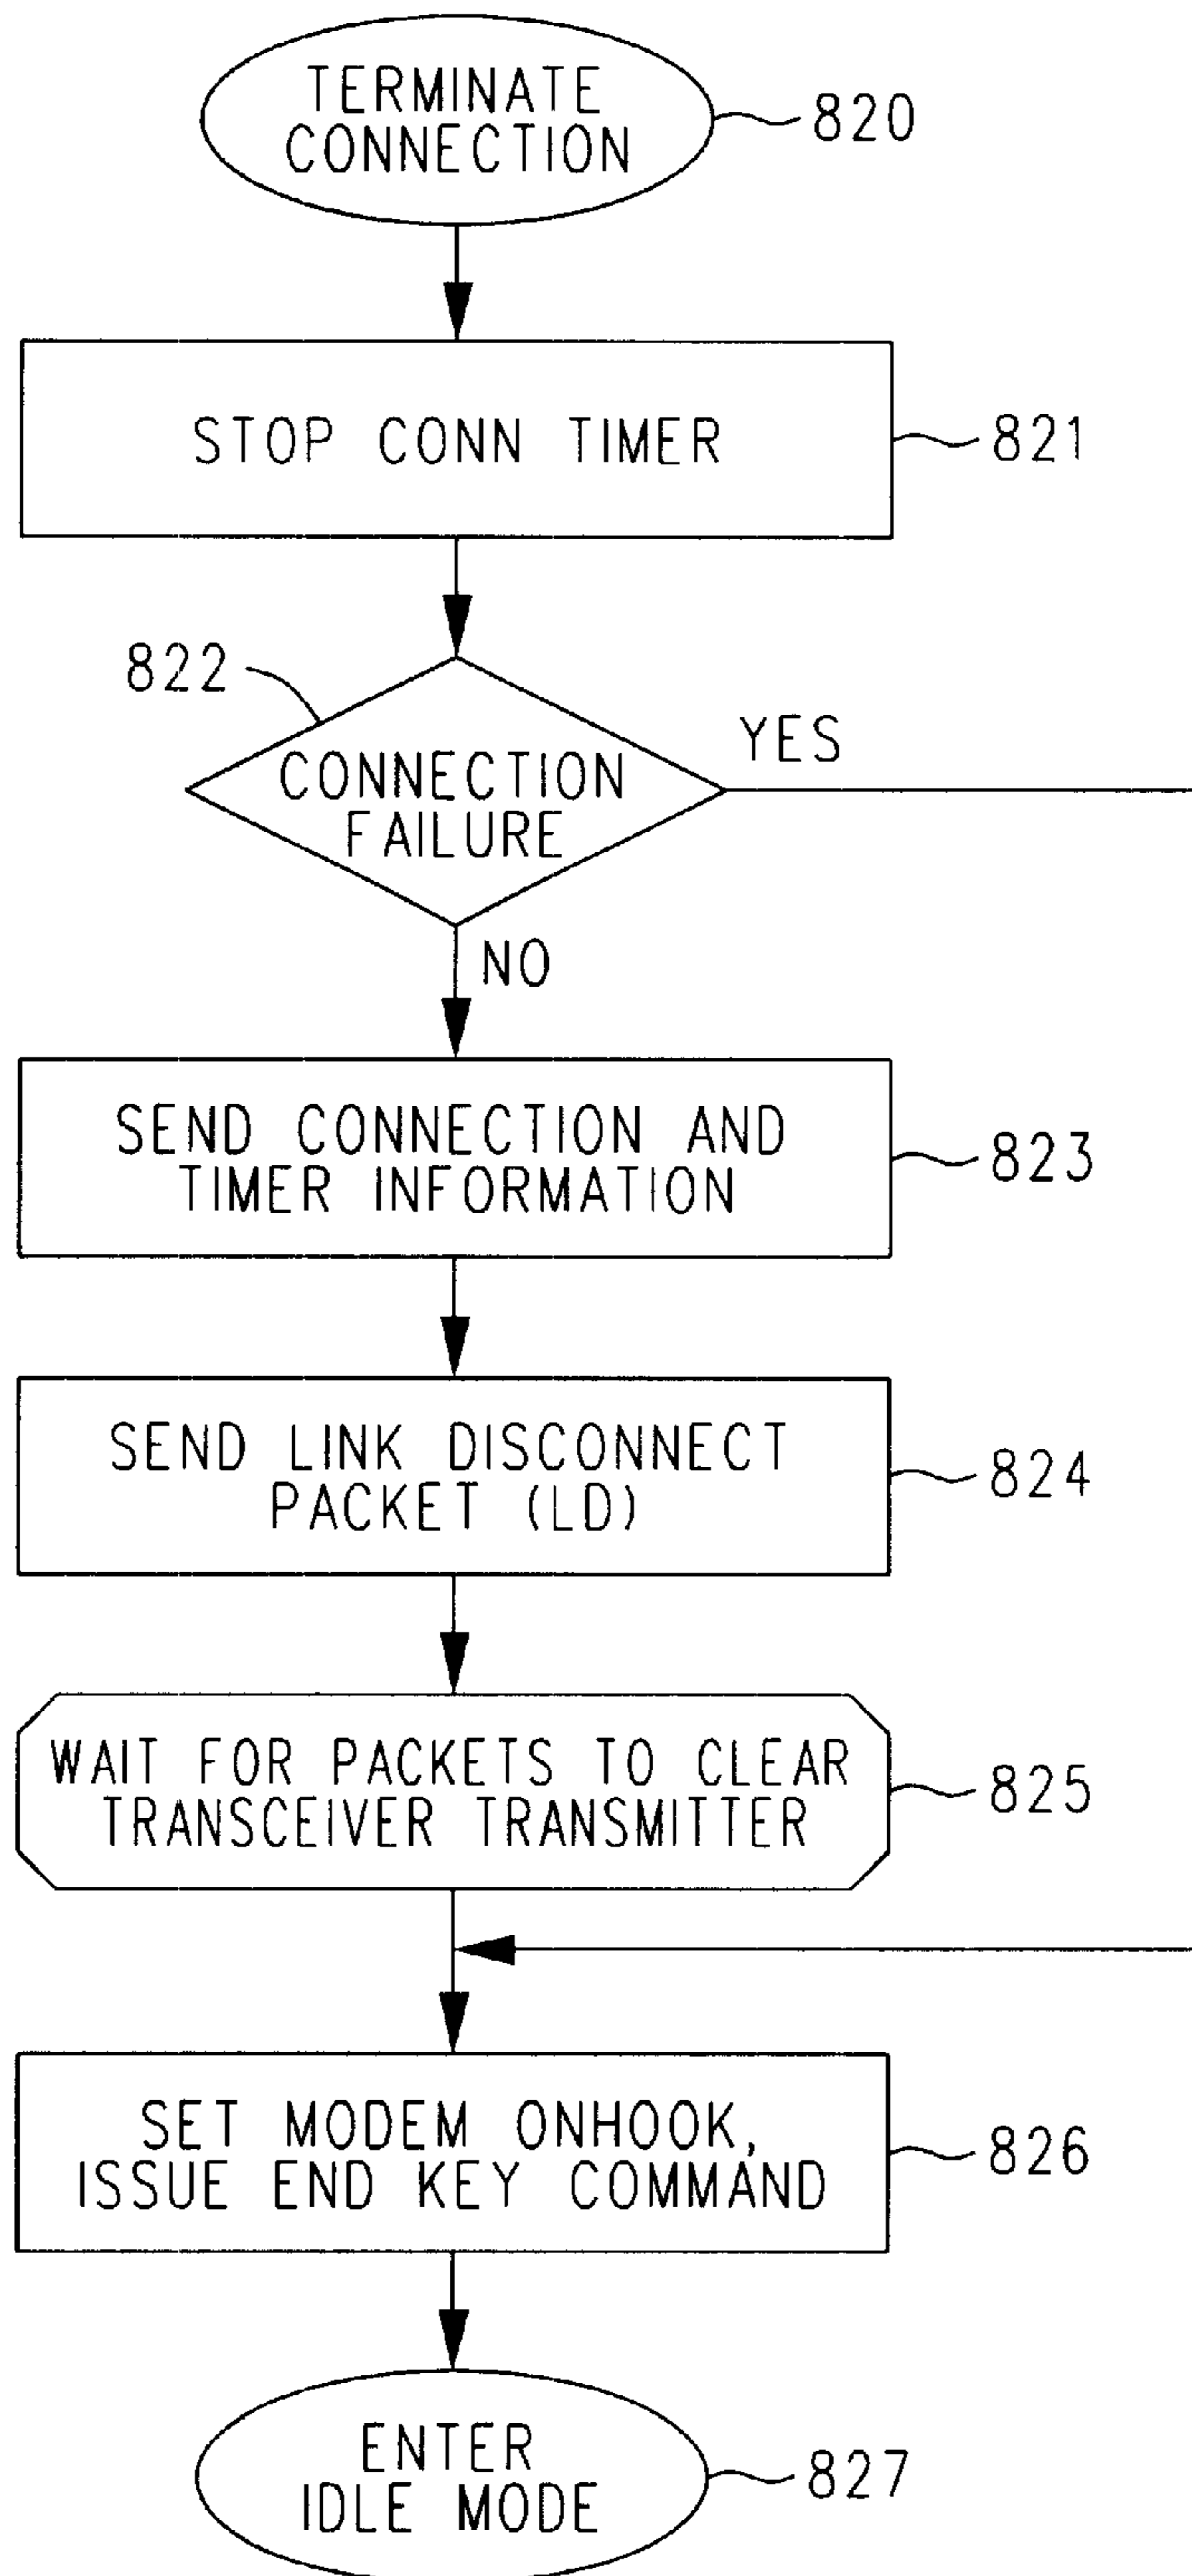 TERMINATE
CONNECTION
820
STOP CONN TIMER
821
822
CONNECTION
FAILURE
YES
NO
SEND CONNECTION AND
TIMER INFORMATION
823
SEND LINK DISCONNECT
PACKET (LD)
824
WAIT FOR PACKETS TO CLEAR
TRANSCEIVER TRANSMITTER
825
SET MODEM ONHOOK,
ISSUE END KEY COMMAND
826
ENTER
IDLE MODE
827